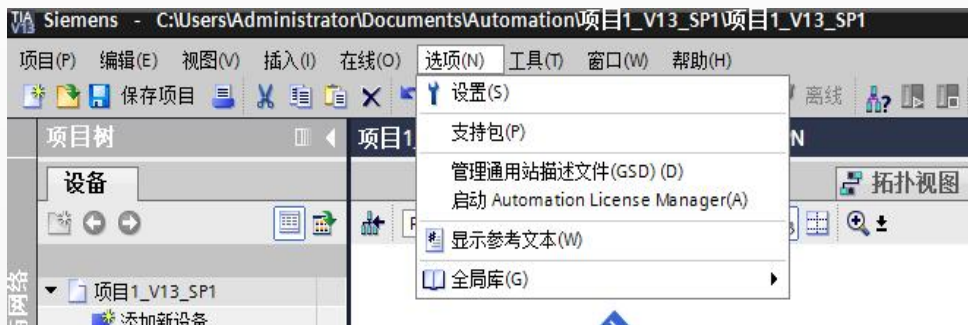 TIA V13 Siemens - C:\Users\Administrator\Documents\Automation\项目1_V13_SP1\项目1_V13_SP1
项目(P) 编辑(E) 视图(V) 插入(I) 在线(O) 选项(N) 工具(T) 窗口(W) 帮助(H)
保存项目 离线
设置(S)
支持包(P)
管理通用站描述文件(GSD) (D)
启动 Automation License Manager(A)
显示参考文本(W)
全局库(G)
项目树
项目1
N
设备
拓扑视图
项目1_V13_SP1
添加新设备